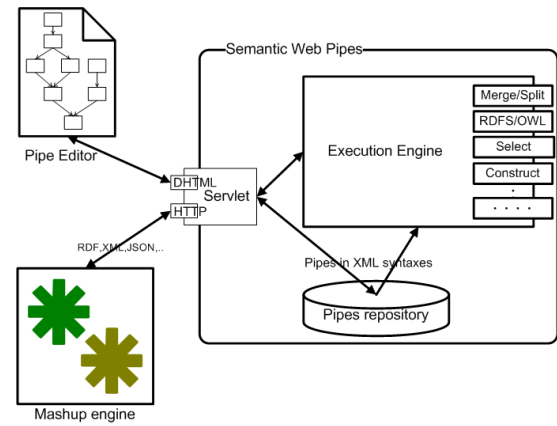 Semantic Web Pipes
Merge/Split
RDFS/OWL
Select
Construct
.
. . . .
Execution Engine
Pipe Editor
DHTML
HTTP
Servlet
RDF,XML,JSON,..
Pipes in XML syntaxes
Pipes repository
Mashup engine